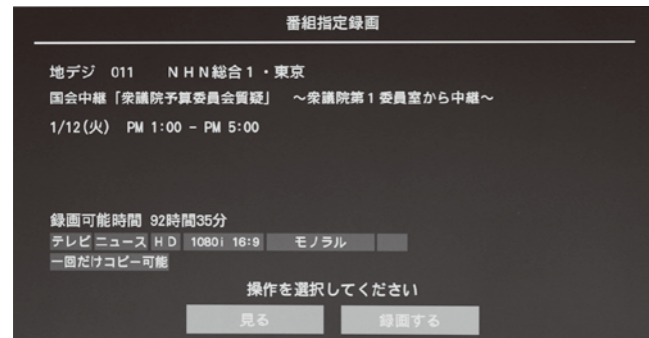 番組指定録画
地デジ 011 NHN総合1・東京
国会中継「衆議院予算委員会質疑」 ～衆議院第1委員室から中継～
1/12(火) PM 1:00 - PM 5:00
録画可能時間 92時間35分
テレビ ニュース HD 1080i 16:9 モノラル
一回だけコピー可能
操作を選択してください
見る 録画する